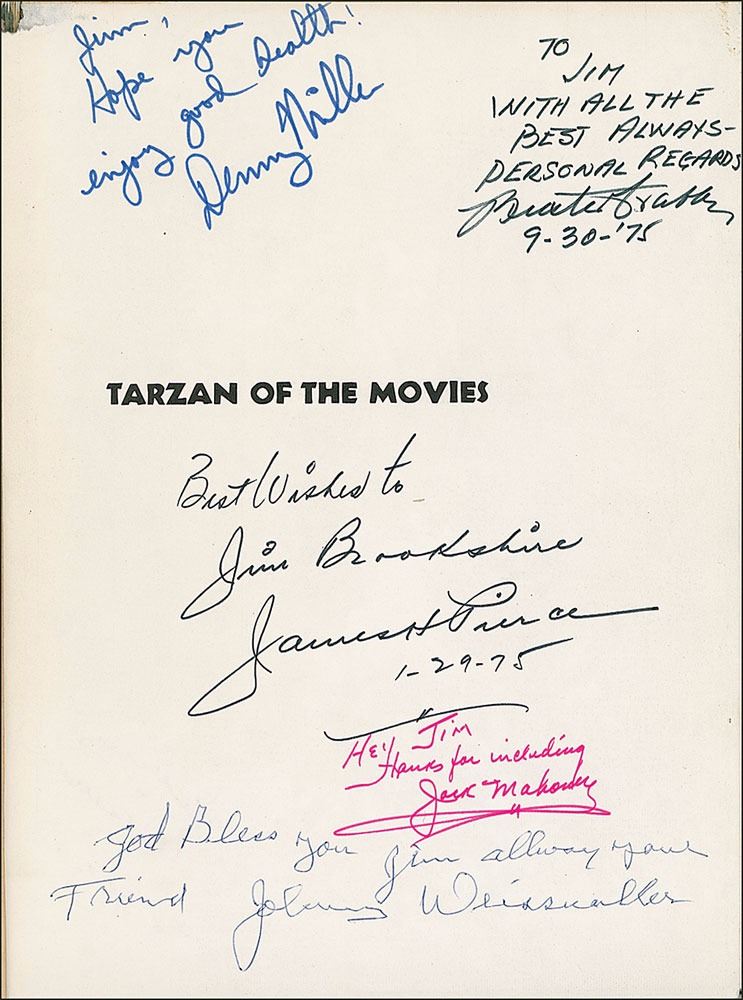 Jim,
Hope you
enjoy good health!
Denny Miller
TO
JIM
WITH ALL THE
BEST ALWAYS-
PERSONAL REGARDS
Buster Crabbe
9-30-'75
TARZAN OF THE MOVIES
Best Wishes to
Jim Brookshire
James H Pierce
1-29-75
HEY JIM
Thanks for including
Jock Mahoney
God Bless you Jim allway your
Friend Johnny Weissmuller